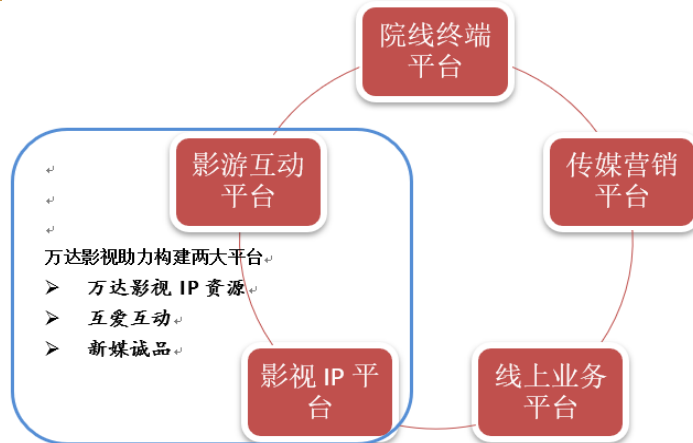 院线终端
平台
影游互动
平台
传媒营销
平台
万达影视助力构建两大平台
➢ 万达影视 IP 资源
➢ 互爱互动
➢ 新媒诚品
影视 IP 平
台
线上业务
平台